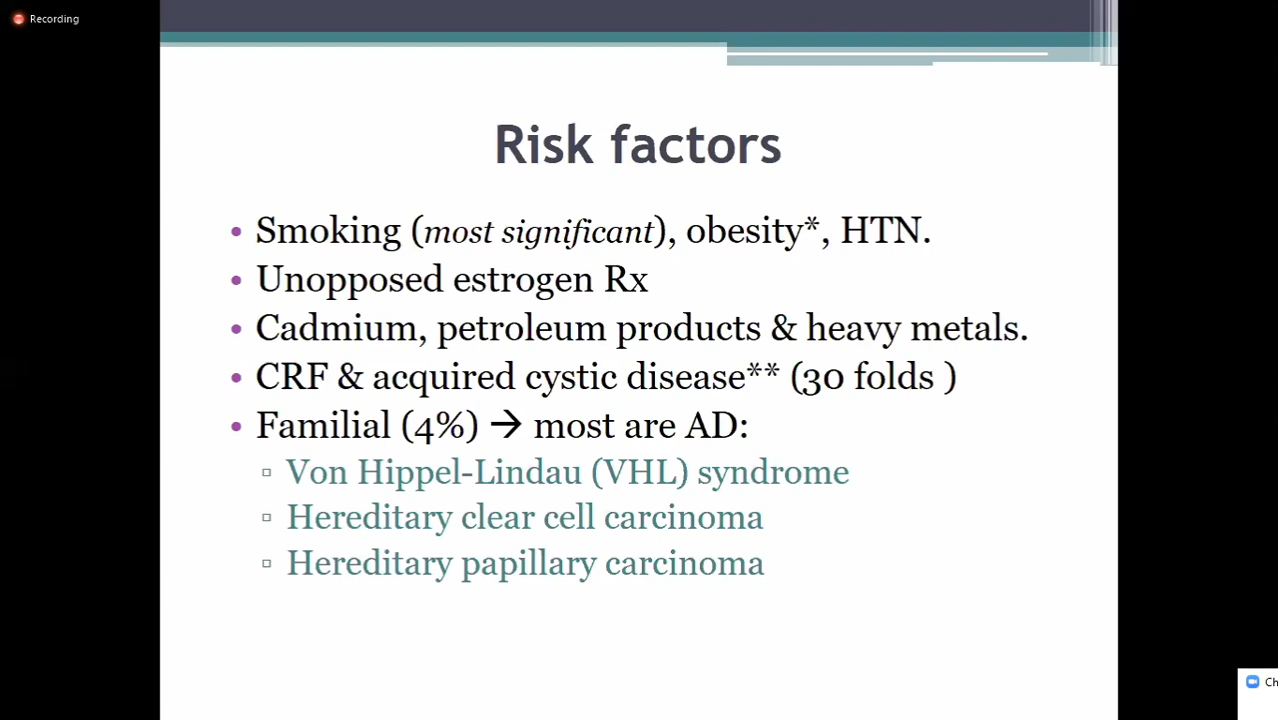 Recording
Risk factors
• Smoking (most significant), obesity*, HTN.
• Unopposed estrogen Rx
• Cadmium, petroleum products & heavy metals.
• CRF & acquired cystic disease** (30 folds )
• Familial (4%) → most are AD:
▫ Von Hippel-Lindau (VHL) syndrome
▫ Hereditary clear cell carcinoma
▫ Hereditary papillary carcinoma
Ch